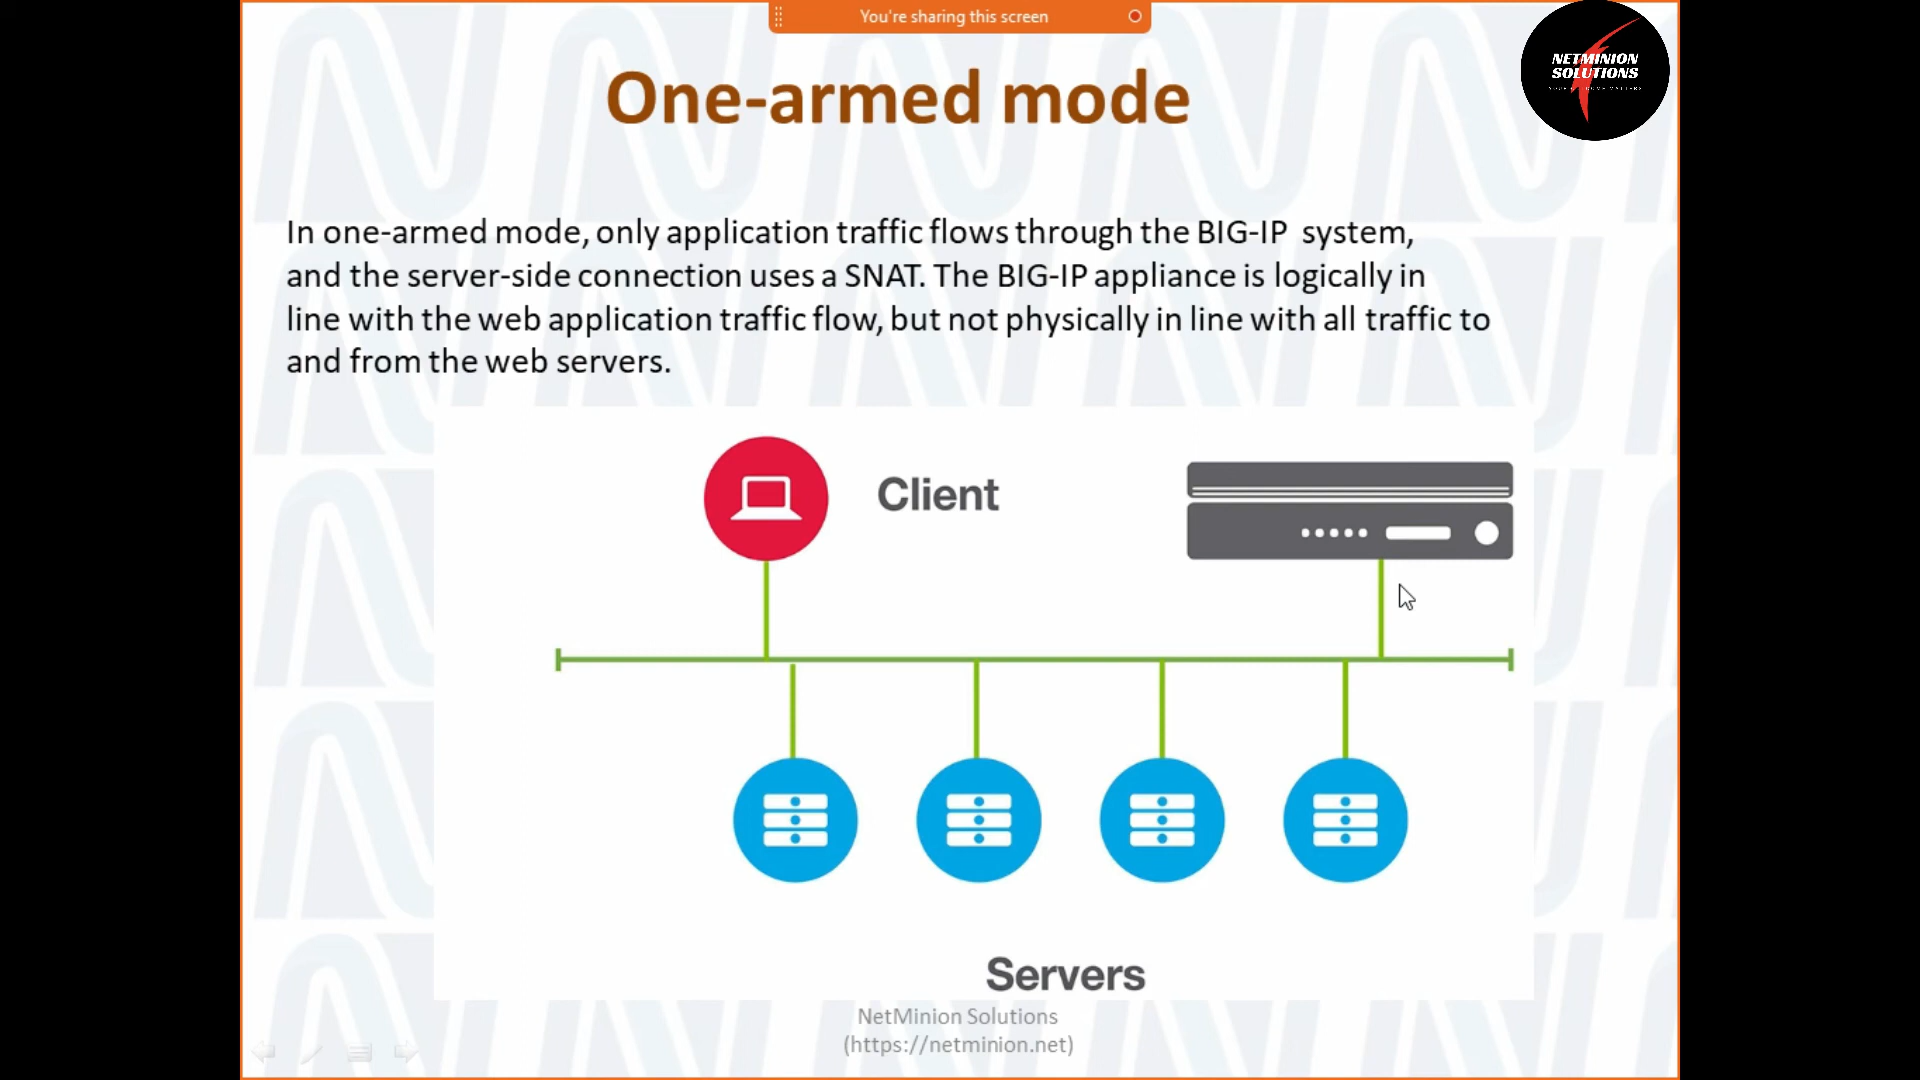 You're sharing this screen
NETMINION
SOLUTIONS
One-armed mode
In one-armed mode, only application traffic flows through the BIG-IP system,
and the server-side connection uses a SNAT. The BIG-IP appliance is logically in
line with the web application traffic flow, but not physically in line with all traffic to
and from the web servers.
Client
Servers
NetMinion Solutions
(https://netminion.net)